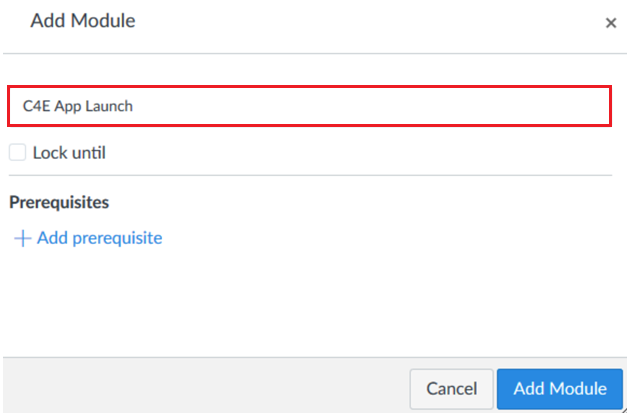 Add Module
×
C4E App Launch
Lock until
Prerequisites
+ Add prerequisite
Cancel Add Module